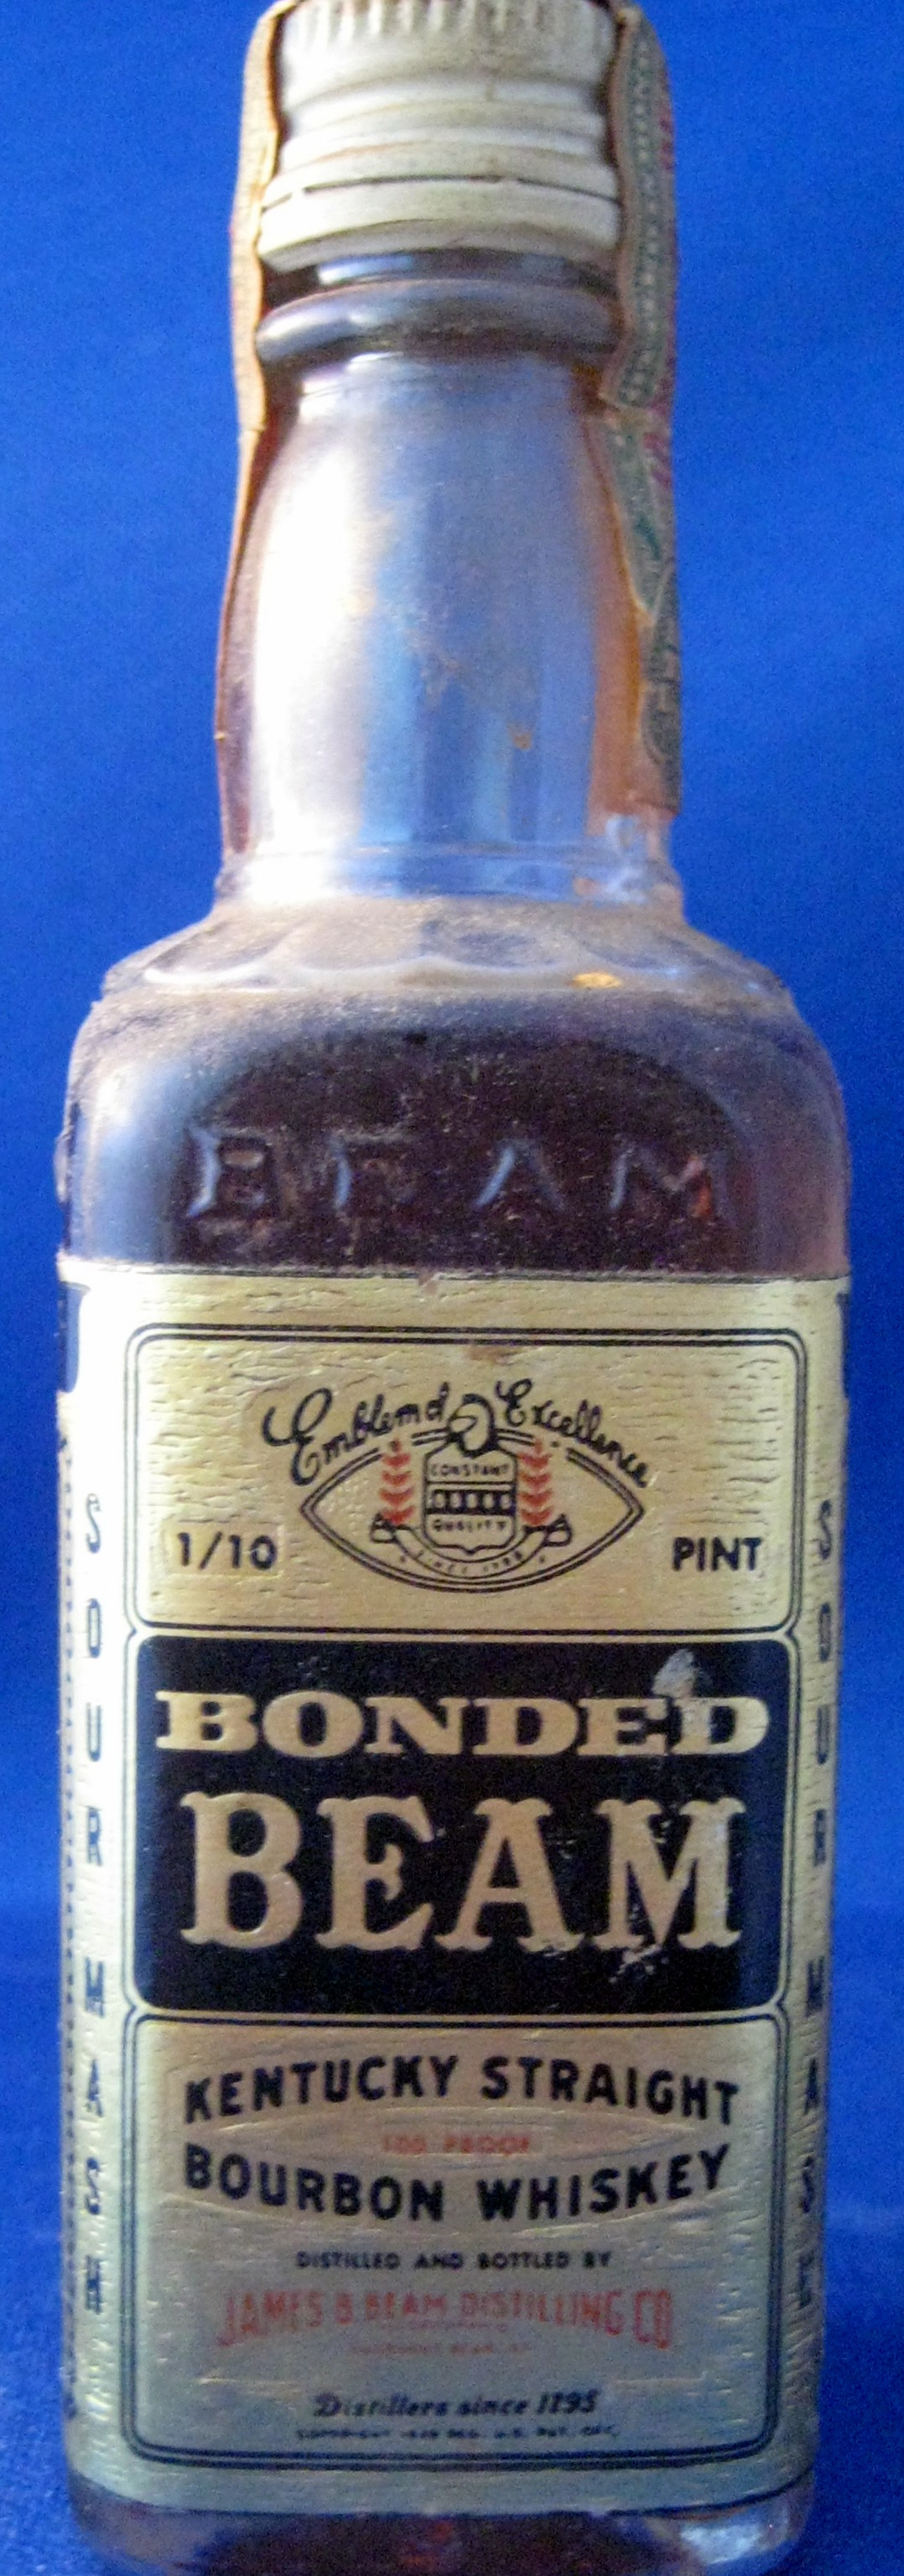 BEAM
Emblem of Excellence
CONSTANT
QUALITY
1/10 PINT
BONDED
BEAM
KENTUCKY STRAIGHT
100 PROOF
BOURBON WHISKEY
DISTILLED AND BOTTLED BY
JAMES B. BEAM DISTILLING CO
Distillers since 1795
SOUR MASH
SOUR MASH